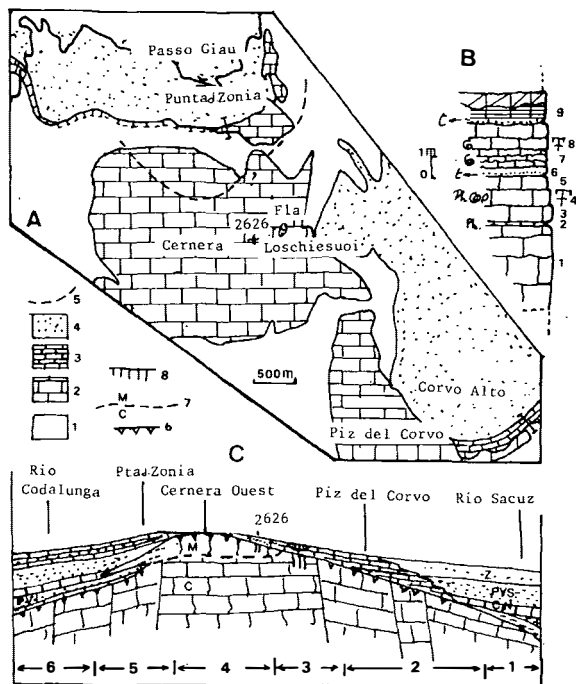 Passo Giau
Punta d Zonia
A
2626
Cernera
Fla
Loschiesuoi
Corvo Alto
Piz del Corvo
500m
5
4
3
2
1
8
M
7
C
6
B
9
8
7
6
5
4
3
2
1
1m
0
t
t
Ph.
C
Rio
Codalunga
Pta d Zonia
Cernera Ouest
2626
Piz del Corvo
Rio Sacuz
M
C
Z
PVS
6
5
4
3
2
1